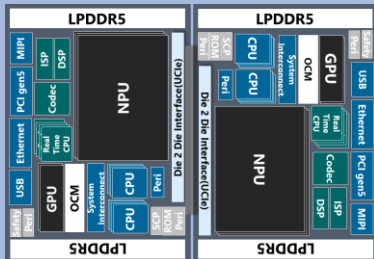 LPDDR5
MIPI
ISP
DSP
NPU
PCI gen5
Codec
Ethernet
Real
Time
CPU
USB
GPU
OCM
System
Interconnect
CPU
CPU
Peri
Safety
Peri
SCP
ROM
Peri
LPDDR5
Die 2 Die Interface(UCIe)
LPDDR5
Peri
SCP
ROM
CPU
System
Interconnect
OCM
GPU
Safety
Peri
Peri
CPU
USB
Die 2 Die Interface(UCIe)
NPU
Real
Time
CPU
Ethernet
Codec
PCI gen5
DSP
ISP
MIPI
LPDDR5